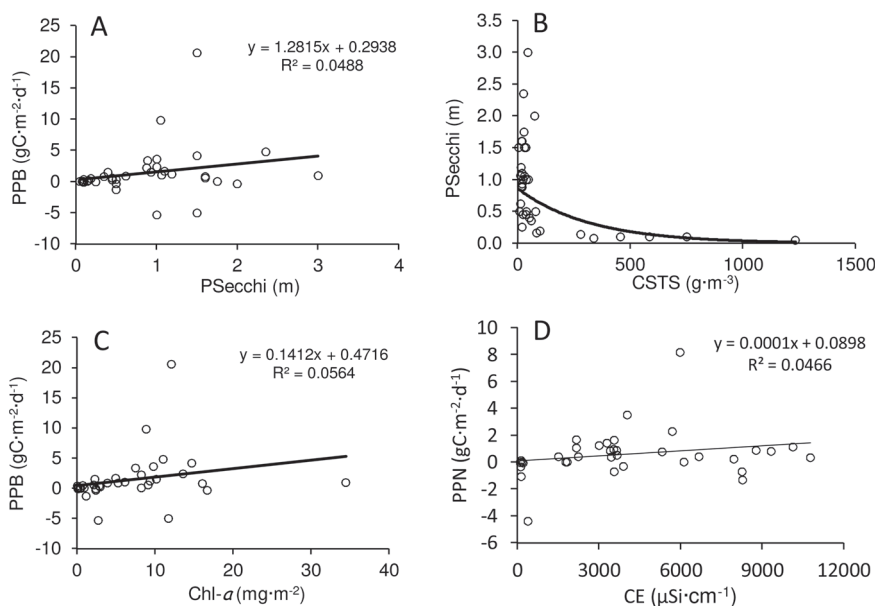 A
y = 1.2815x + 0.2938
R² = 0.0488
PPB (gC·m⁻²·d⁻¹)
25
20
15
10
5
0
-5
-10
0 1 2 3 4
PSecchi (m)
B
PSecchi (m)
3.5
3.0
2.5
2.0
1.5
1.0
0.5
0.0
0 500 1000 1500
CSTS (g·m⁻³)
C
y = 0.1412x + 0.4716
R² = 0.0564
PPB (gC·m⁻²·d⁻¹)
25
20
15
10
5
0
-5
-10
0 10 20 30 40
Chl-a (mg·m⁻²)
D
y = 0.0001x + 0.0898
R² = 0.0466
PPN (gC·m⁻²·d⁻¹)
10
8
6
4
2
0
-2
-4
-6
0 3000 6000 9000 12000
CE (µSi·cm⁻¹)